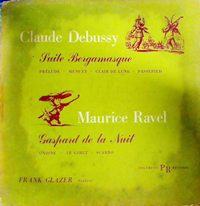 Claude Debussy
Suite Bergamasque
PRELUDE · MENUET · CLAIR DE LUNE · PASSEPIED
Maurice Ravel
Gaspard de la Nuit
ONDINE · LE GIBET · SCARBO
FRANK GLAZER